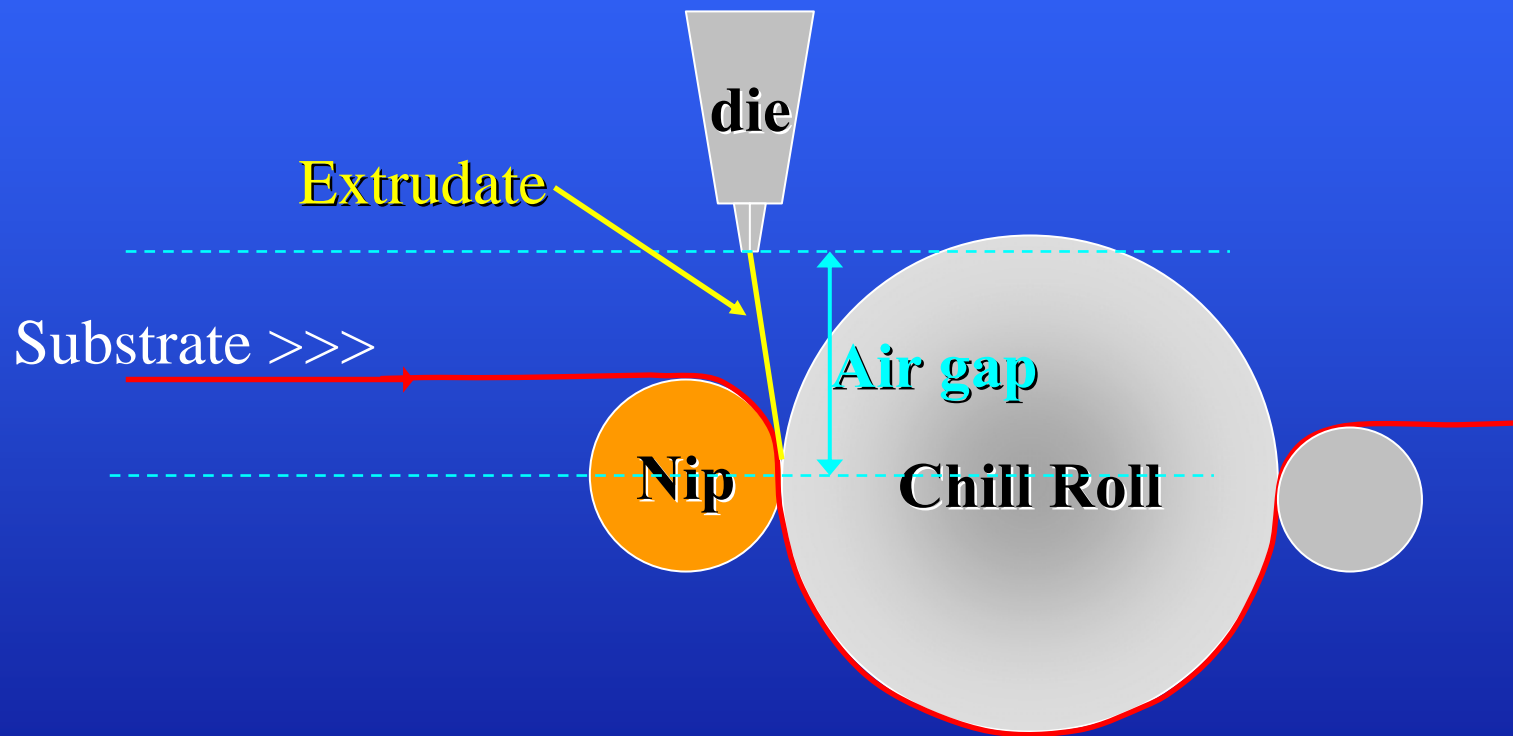 die
Extrudate
Substrate >>>
Air gap
Nip
Chill Roll